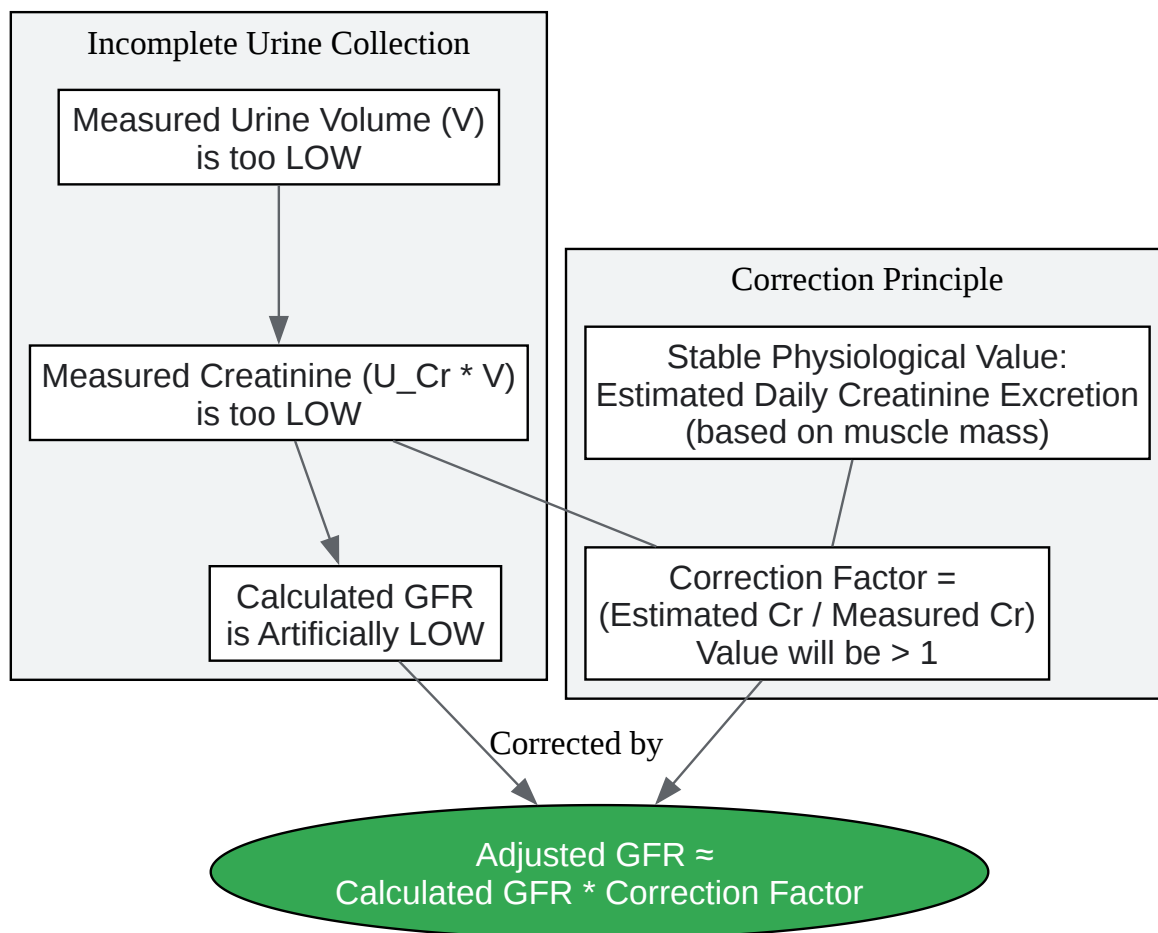 Incomplete Urine Collection
Measured Urine Volume (V)
is too LOW
Measured Creatinine (U_Cr * V)
is too LOW
Calculated GFR
is Artificially LOW
Correction Principle
Stable Physiological Value:
Estimated Daily Creatinine Excretion
(based on muscle mass)
Correction Factor =
(Estimated Cr / Measured Cr)
Value will be > 1
Corrected by
Adjusted GFR ≈
Calculated GFR * Correction Factor